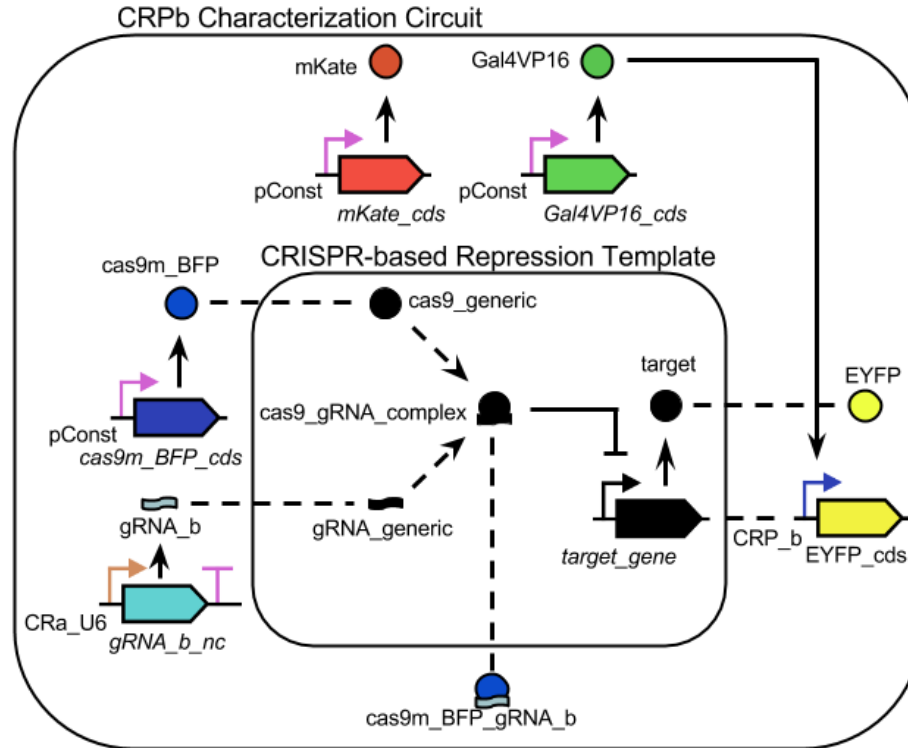 CRPb Characterization Circuit
mKate
Gal4VP16
pConst
mKate_cds
pConst
Gal4VP16_cds
CRISPR-based Repression Template
cas9m_BFP
cas9_generic
target
EYFP
pConst
cas9m_BFP_cds
cas9_gRNA_complex
gRNA_b
gRNA_generic
target_gene
CRP_b
EYFP_cds
CRa_U6
gRNA_b_nc
cas9m_BFP_gRNA_b